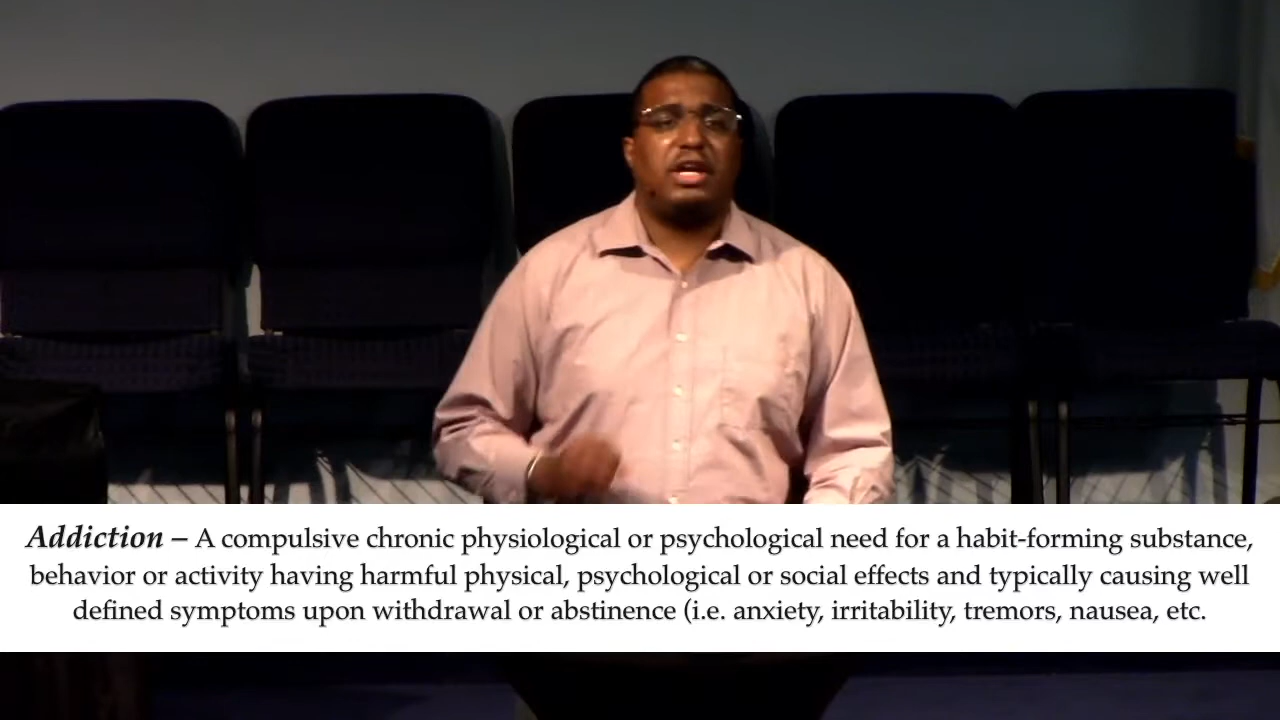 Addiction – A compulsive chronic physiological or psychological need for a habit-forming substance,
behavior or activity having harmful physical, psychological or social effects and typically causing well
defined symptoms upon withdrawal or abstinence (i.e. anxiety, irritability, tremors, nausea, etc.